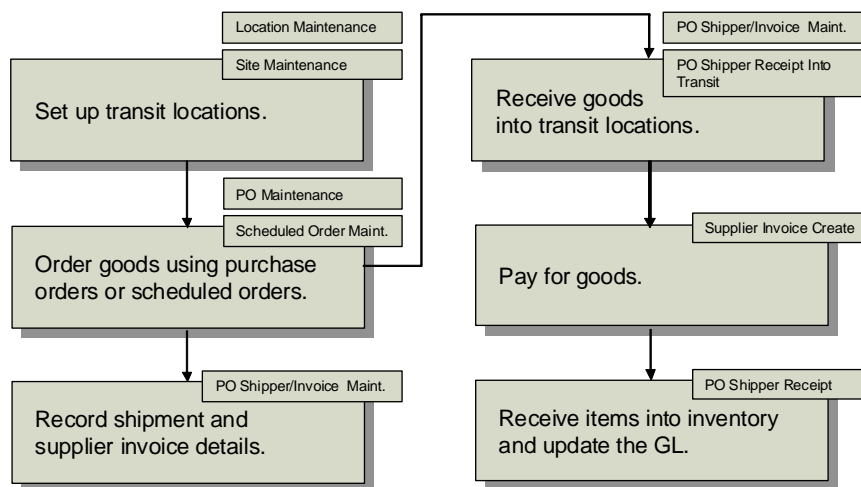 Location Maintenance
Site Maintenance
Set up transit locations.
PO Maintenance
Scheduled Order Maint.
Order goods using purchase
orders or scheduled orders.
PO Shipper/Invoice Maint.
Record shipment and
supplier invoice details.
PO Shipper/Invoice Maint.
PO Shipper Receipt Into
Transit
Receive goods
into transit locations.
Supplier Invoice Create
Pay for goods.
PO Shipper Receipt
Receive items into inventory
and update the GL.